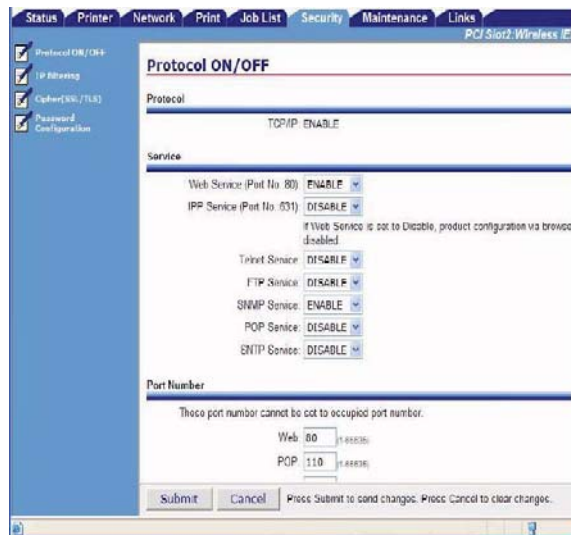 Status Printer Network Print Job List Security Maintenance Links
PCI Slot2:Wireless IE
Protocol ON/OFF
IP filtering
Cipher(SSL/TLS)
Password
Configuration
Protocol ON/OFF
Protocol
TCP/IP: ENABLE
Service
Web Service (Port No. 80): ENABLE
IPP Service (Port No. 631): DISABLE
If Web Service is set to Disable, product configuration via browse
disabled
Telnet Service: DISABLE
FTP Service: DISABLE
SNMP Service: ENABLE
POP Service: DISABLE
SNTP Service: DISABLE
Port Number
These port number cannot be set to occupied port number.
Web: 80 (1-65535)
POP: 110 (1-65535)
Submit Cancel Press Submit to send changes. Press Cancel to clear changes.